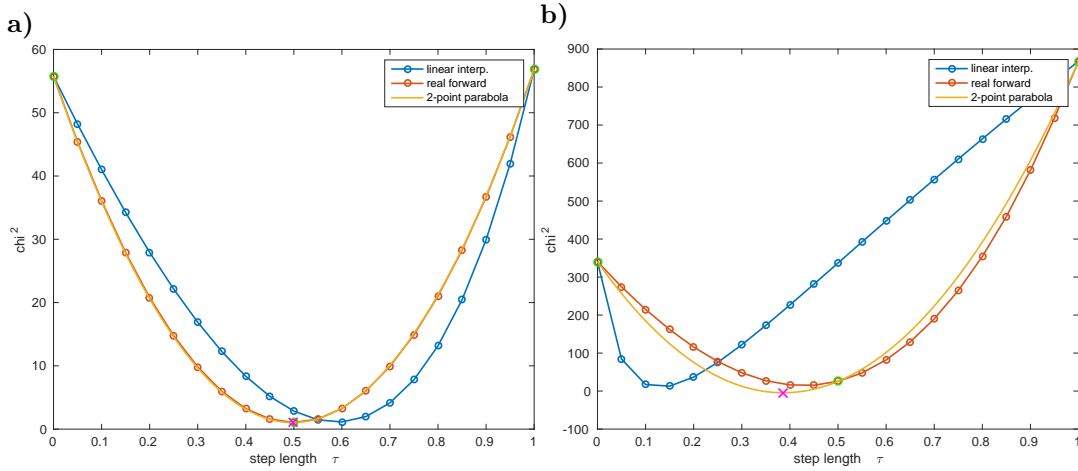 a)
60
50
40
30
20
10
0
chi 2
0 0.1 0.2 0.3 0.4 0.5 0.6 0.7 0.8 0.9 1
step length τ
linear interp.
real forward
2-point parabola
b)
900
800
700
600
500
400
300
200
100
0
-100
chi 2
0 0.1 0.2 0.3 0.4 0.5 0.6 0.7 0.8 0.9 1
step length τ
linear interp.
real forward
2-point parabola